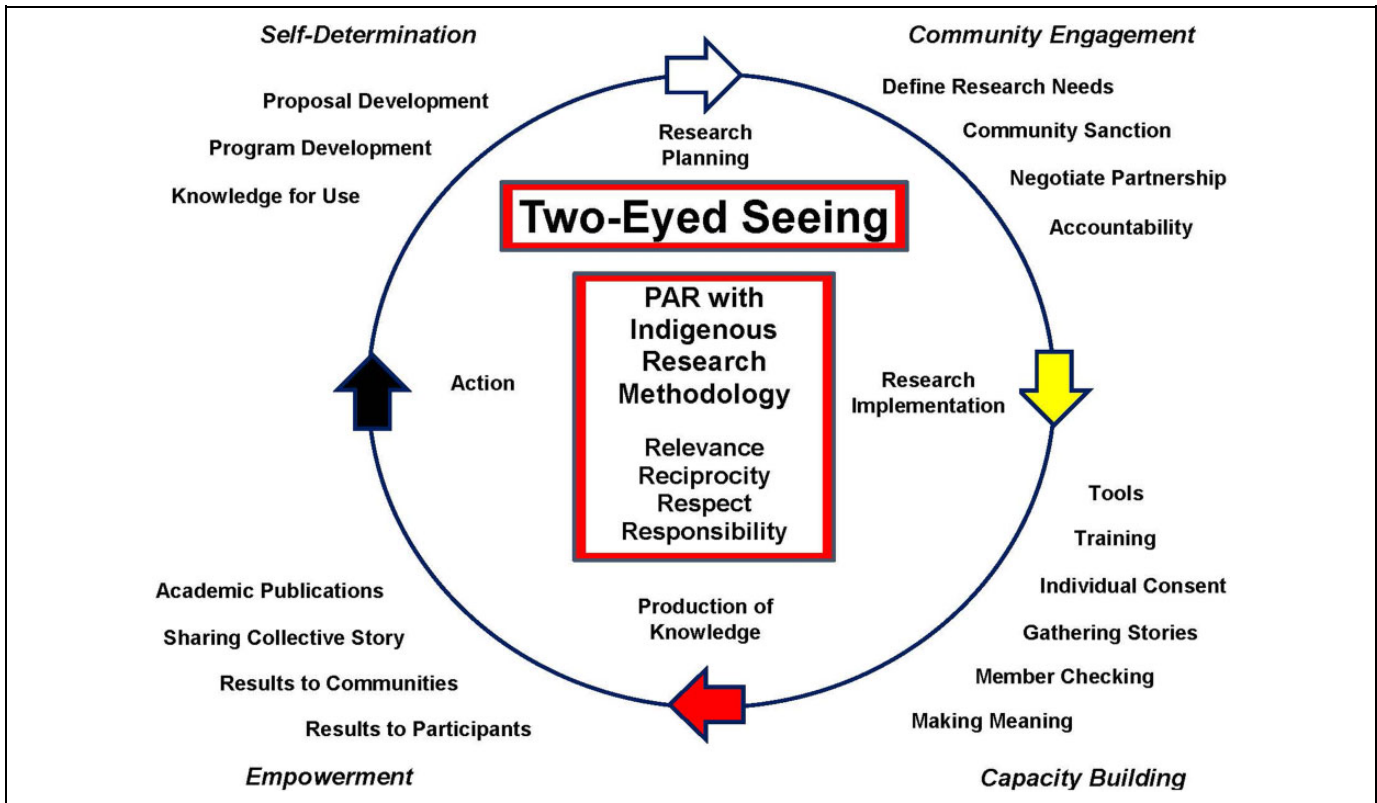 Self-Determination
Community Engagement
Proposal Development
Program Development
Knowledge for Use
Define Research Needs
Community Sanction
Negotiate Partnership
Accountability
Research
Planning
Two-Eyed Seeing
PAR with
Indigenous
Research
Methodology
Relevance
Reciprocity
Respect
Responsibility
Action
Research
Implementation
Tools
Training
Individual Consent
Gathering Stories
Member Checking
Making Meaning
Production of
Knowledge
Academic Publications
Sharing Collective Story
Results to Communities
Results to Participants
Empowerment
Capacity Building